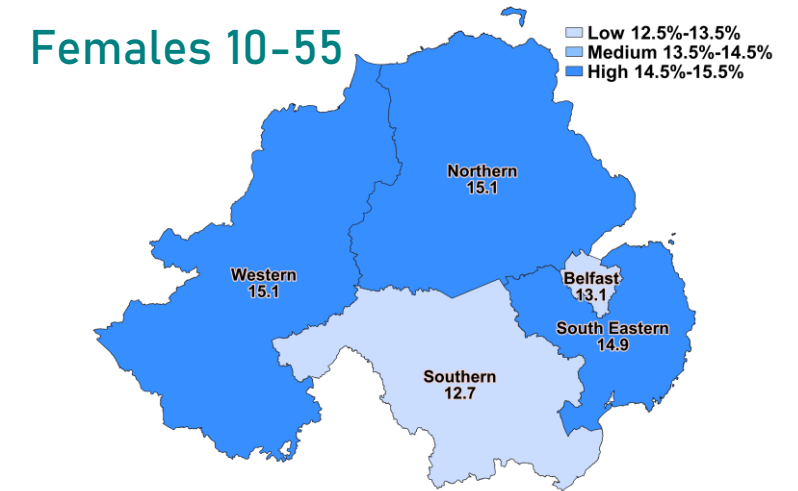 Females 10-55
Low 12.5%-13.5%
Medium 13.5%-14.5%
High 14.5%-15.5%
Northern
15.1
Western
15.1
Belfast
13.1
South Eastern
14.9
Southern
12.7